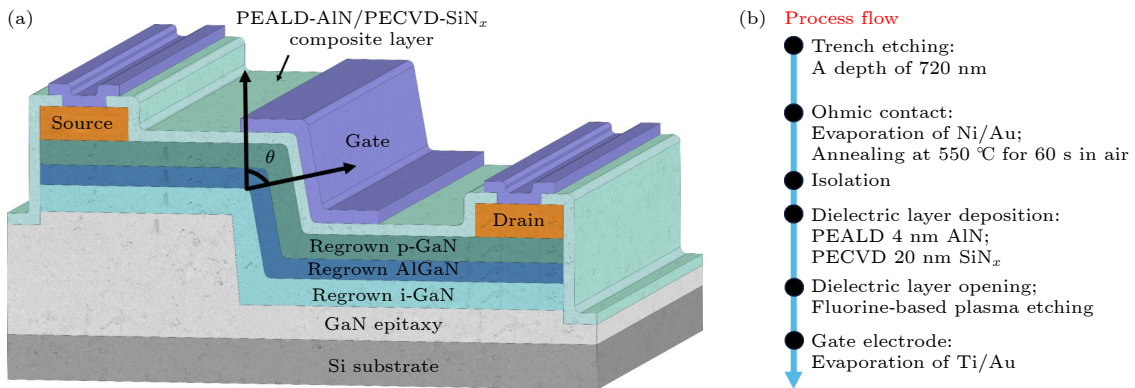 (a)
PEALD-AlN/PECVD-SiNₓ
composite layer
Source
θ
Gate
Drain
Regrown p-GaN
Regrown AlGaN
Regrown i-GaN
GaN epitaxy
Si substrate
(b)
Process flow
Trench etching:
A depth of 720 nm
Ohmic contact:
Evaporation of Ni/Au;
Annealing at 550 ℃ for 60 s in air
Isolation
Dielectric layer deposition:
PEALD 4 nm AlN;
PECVD 20 nm SiNₓ
Dielectric layer opening;
Fluorine-based plasma etching
Gate electrode:
Evaporation of Ti/Au